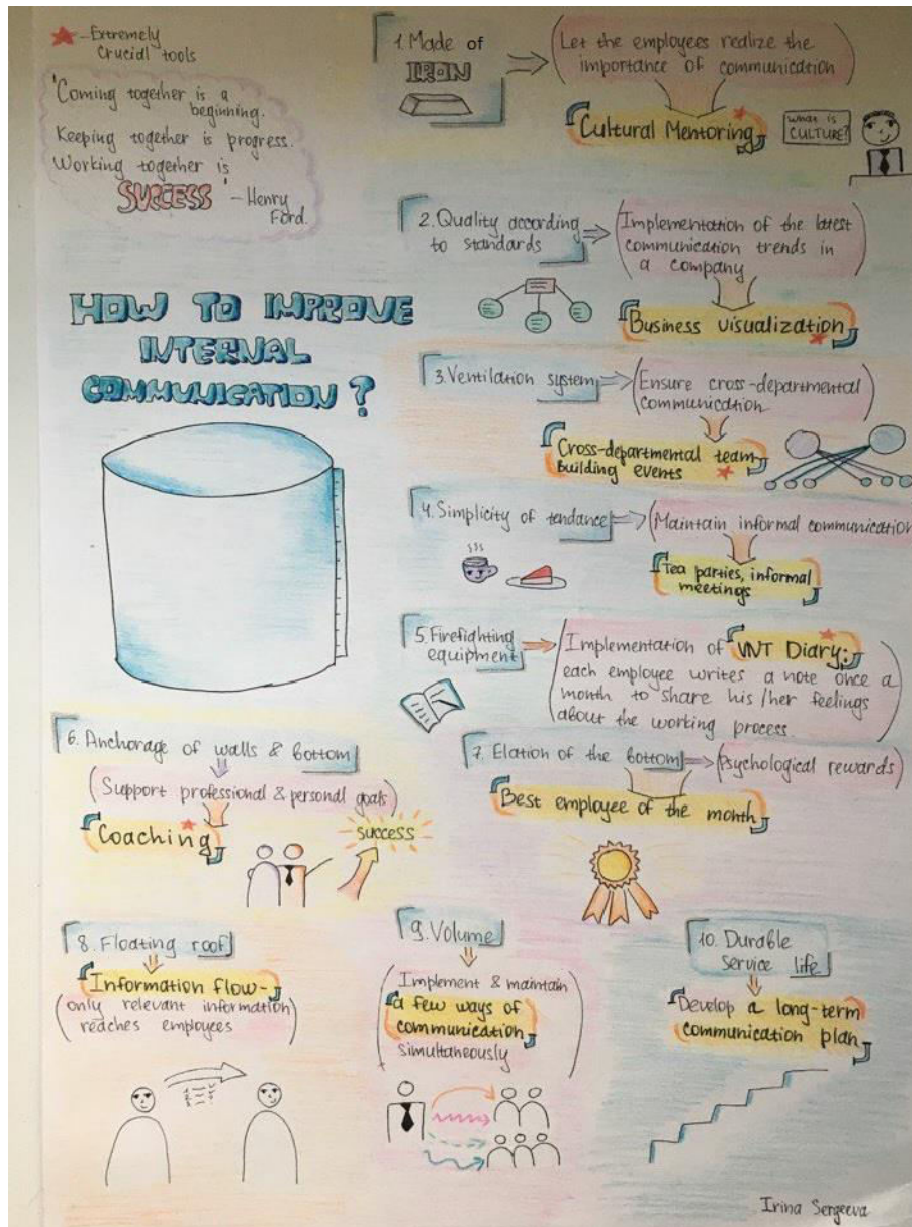 ★ - Extremely
Crucial tools
"Coming together is a
beginning.
Keeping together is progress.
Working together is
SUCCESS" - Henry
Ford.
HOW TO IMPROVE
INTERNAL
COMMUNICATION?
1. Made of
IRON
Let the employees realize the
importance of communication
Cultural Mentoring
What is
CULTURE?
2. Quality according
to standards
Implementation of the latest
communication trends in
a company
Business visualization
3. Ventilation system
Ensure cross-departmental
communication
Cross-departmental team-
building events
4. Simplicity of tendance
(Maintain informal communication)
Tea parties, informal
meetings
5. Firefighting
equipment
Implementation of VNT Diary:
each employee writes a note once a
month to share his/her feelings
about the working process
6. Anchorage of walls & bottom
(Support professional & personal goals)
Coaching
success
7. Elation of the bottom
(Psychological rewards)
Best employee of the month
8. Floating roof
Information flow-
only relevant information
reaches employees
9. Volume
Implement & maintain
a few ways of
communication
simultaneously
10. Durable
service life
Develop a long-term
communication plan
Irina Sergeeva